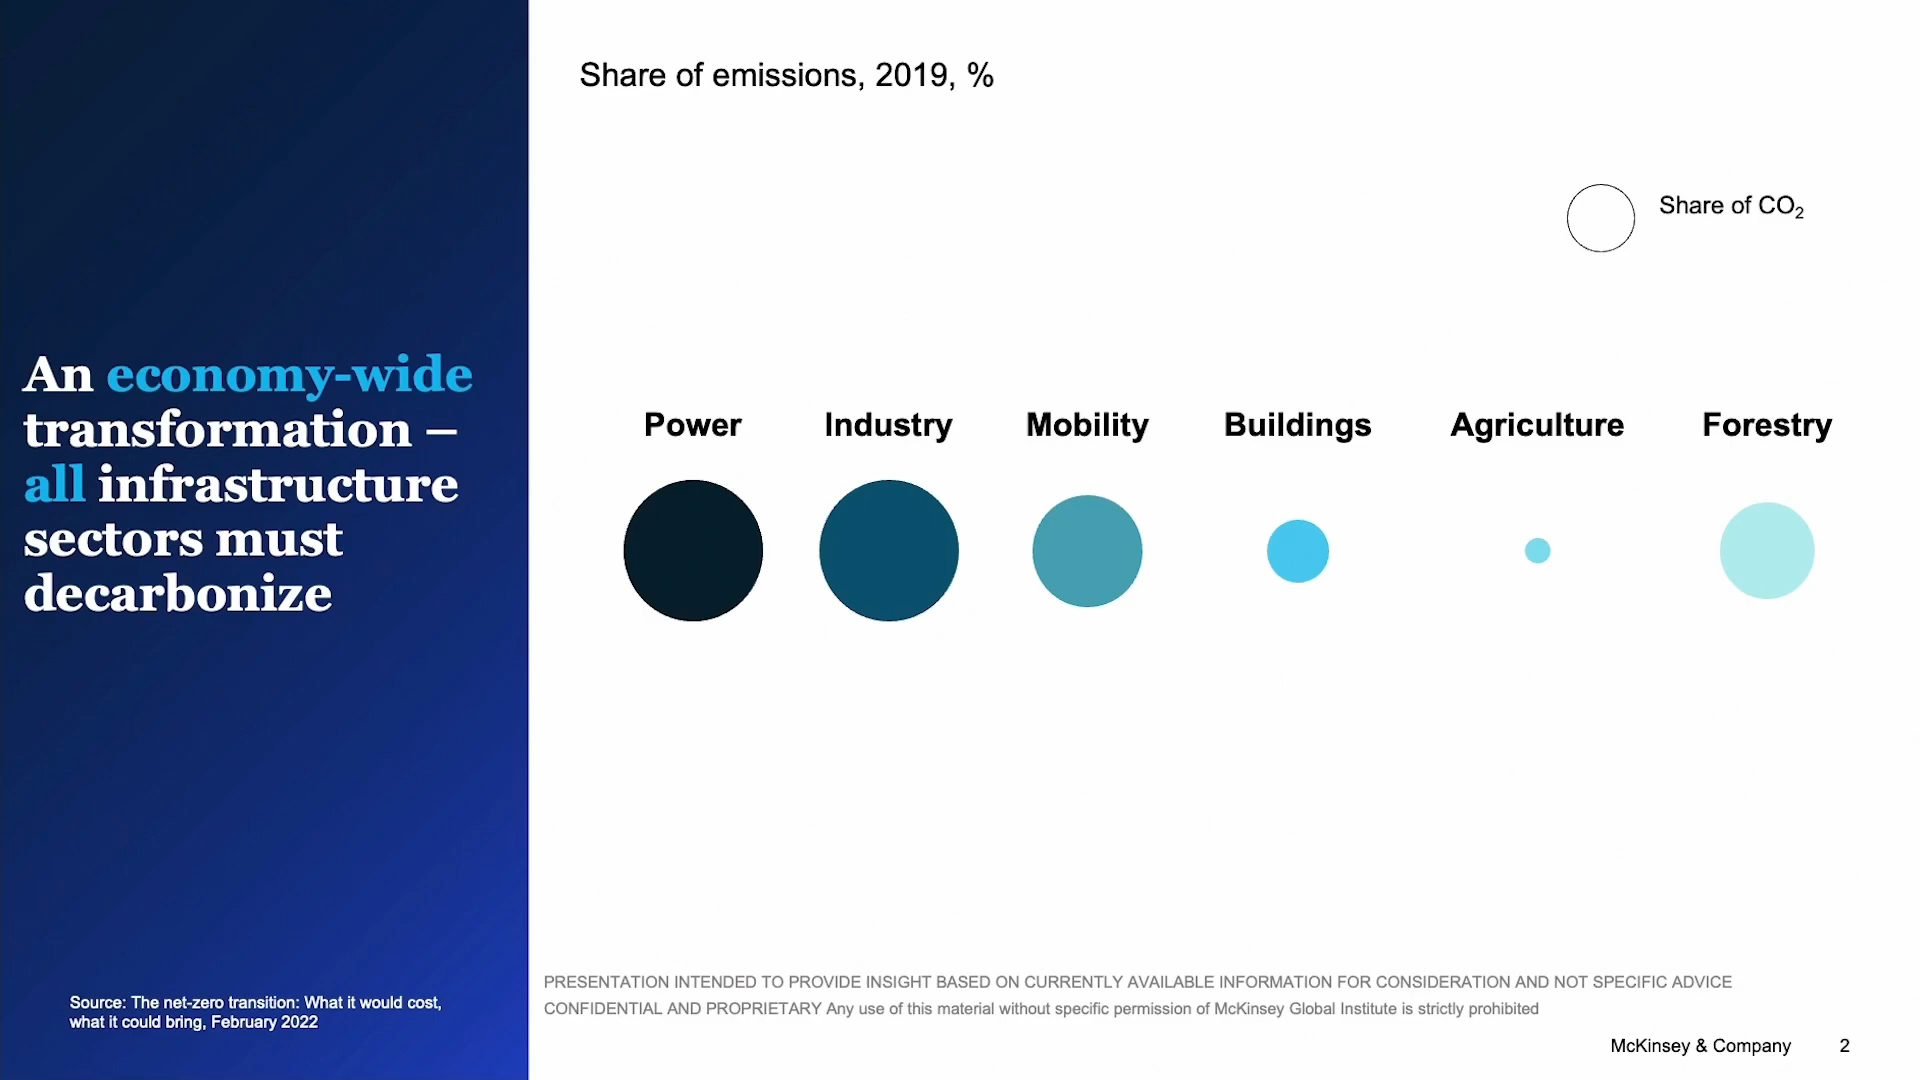 An economy-wide
transformation –
all infrastructure
sectors must
decarbonize
Source: The net-zero transition: What it would cost,
what it could bring, February 2022
Share of emissions, 2019, %
Share of CO₂
Power Industry Mobility Buildings Agriculture Forestry
PRESENTATION INTENDED TO PROVIDE INSIGHT BASED ON CURRENTLY AVAILABLE INFORMATION FOR CONSIDERATION AND NOT SPECIFIC ADVICE
CONFIDENTIAL AND PROPRIETARY Any use of this material without specific permission of McKinsey Global Institute is strictly prohibited
McKinsey & Company 2